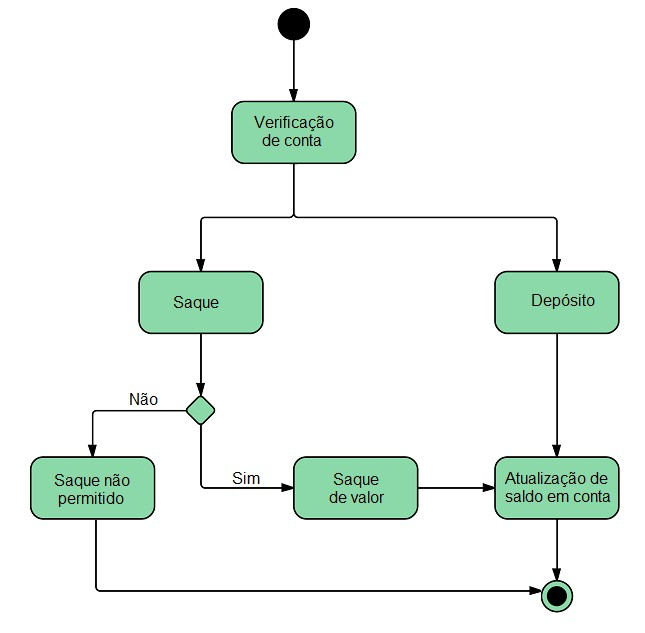 Verificação
de conta
Saque
Depósito
Não
Saque não
permitido
Sim
Saque
de valor
Atualização de
saldo em conta